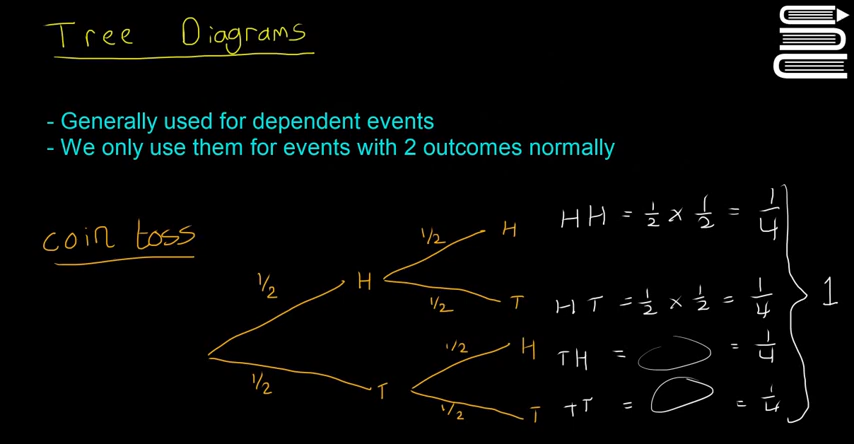 Tree Diagrams
- Generally used for dependent events
- We only use them for events with 2 outcomes normally
coin toss
1/2 H 1/2 H HH = 1/2 x 1/2 = 1/4
1/2 T HT = 1/2 x 1/2 = 1/4 1
1/2 T 1/2 H TH = = 1/4
1/2 T TT = = 1/4